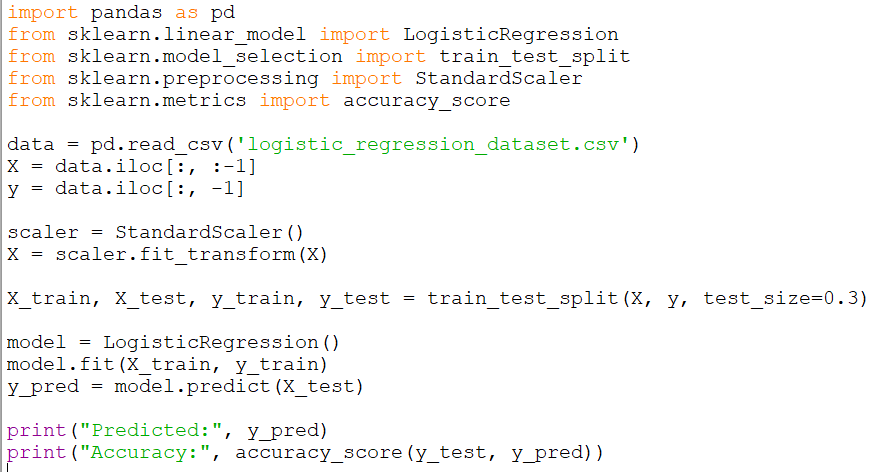 import pandas as pd
from sklearn.linear_model import LogisticRegression
from sklearn.model_selection import train_test_split
from sklearn.preprocessing import StandardScaler
from sklearn.metrics import accuracy_score
data = pd.read_csv('logistic_regression_dataset.csv')
X = data.iloc[:, :-1]
y = data.iloc[:, -1]
scaler = StandardScaler()
X = scaler.fit_transform(X)
X_train, X_test, y_train, y_test = train_test_split(X, y, test_size=0.3)
model = LogisticRegression()
model.fit(X_train, y_train)
y_pred = model.predict(X_test)
print("Predicted:", y_pred)
print("Accuracy:", accuracy_score(y_test, y_pred))